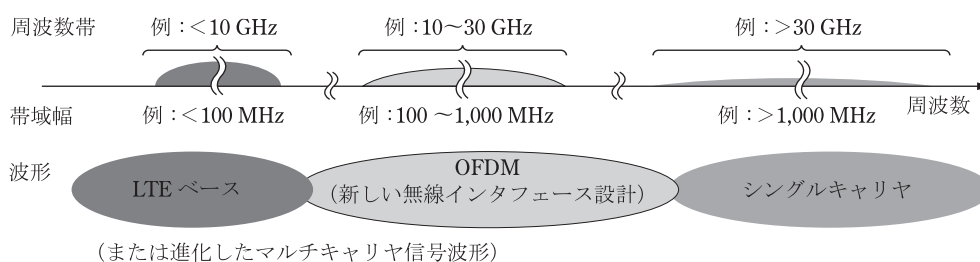 周波数帯 例：<10 GHz 例：10～30 GHz 例：>30 GHz
帯域幅 例：<100 MHz 例：100 ～1,000 MHz 例：>1,000 MHz 周波数
波形 LTE ベース OFDM シングルキャリヤ
（新しい無線インタフェース設計）
（または進化したマルチキャリヤ信号波形）